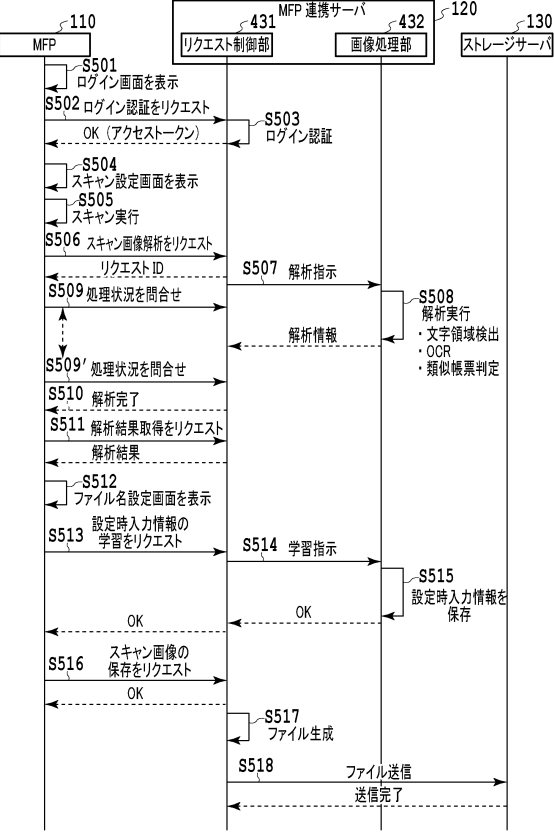 MFP 連携サーバ
120
110
431
432
130
MFP
リクエスト制御部
画像処理部
ストレージサーバ
S501
ログイン画面を表示
S502 ログイン認証をリクエスト
OK（アクセストークン）
S503
ログイン認証
S504
スキャン設定画面を表示
S505
スキャン実行
S506 スキャン画像解析をリクエスト
リクエスト ID
S507 解析指示
S509 処理状況を問合せ
S508
解析実行
・文字領域検出
・OCR
・類似帳票判定
解析情報
S509′ 処理状況を問合せ
S510 解析完了
S511 解析結果取得をリクエスト
解析結果
S512
ファイル名設定画面を表示
S513 設定時入力情報の
学習をリクエスト
S514 学習指示
S515
設定時入力情報を
保存
OK
OK
S516 スキャン画像の
保存をリクエスト
OK
S517
ファイル生成
S518 ファイル送信
送信完了